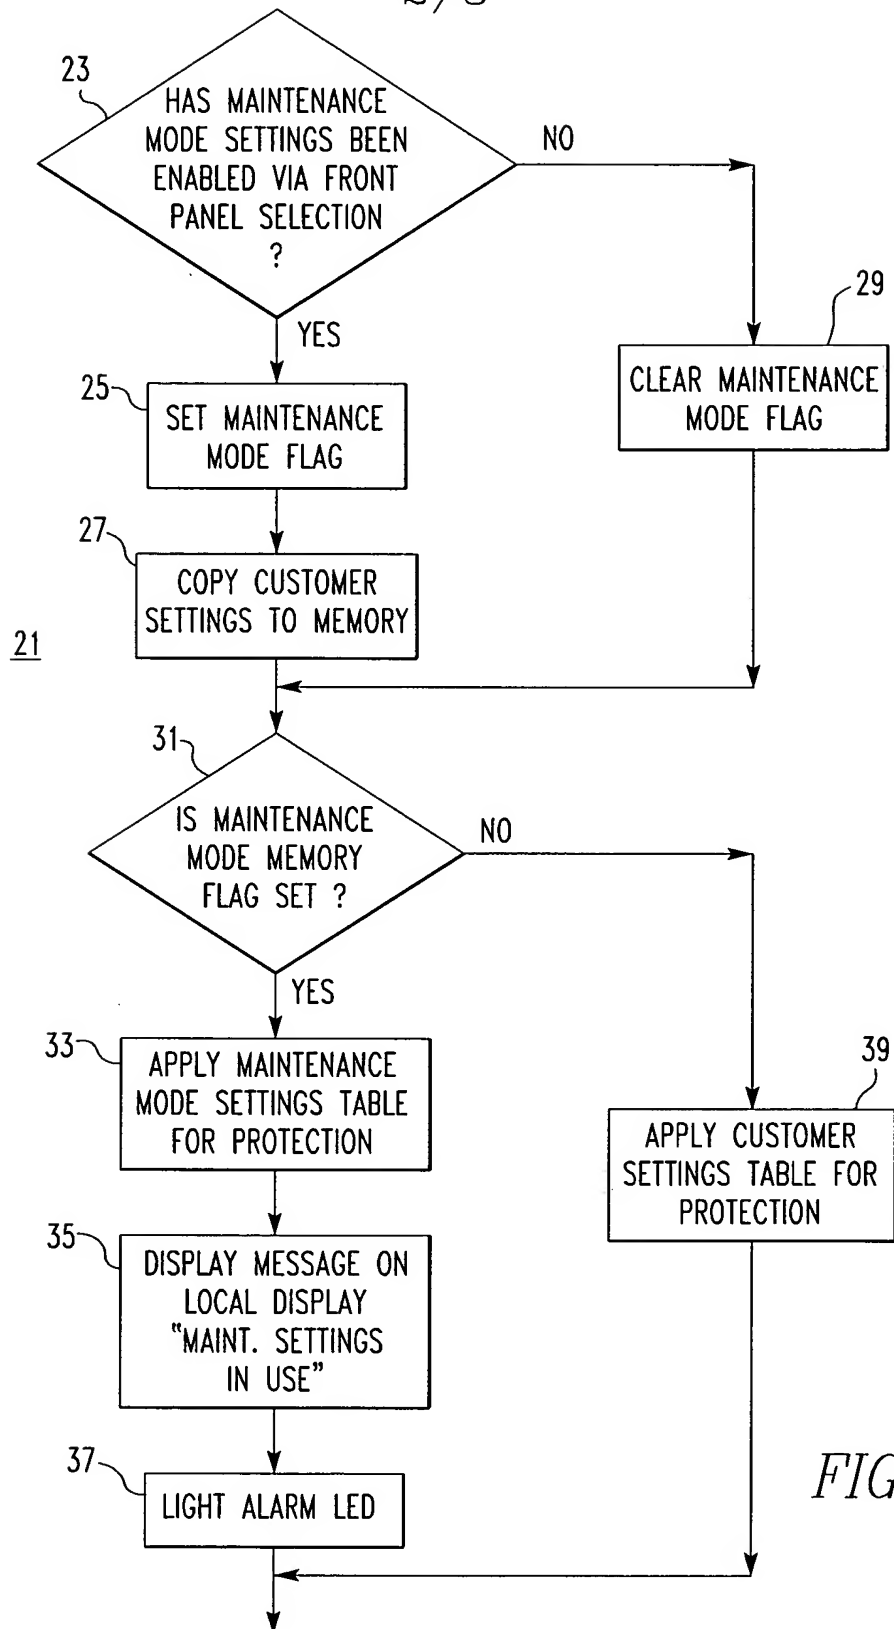 23
HAS MAINTENANCE
MODE SETTINGS BEEN
ENABLED VIA FRONT
PANEL SELECTION
?
NO
YES
29
CLEAR MAINTENANCE
MODE FLAG
25
SET MAINTENANCE
MODE FLAG
27
COPY CUSTOMER
SETTINGS TO MEMORY
21
31
IS MAINTENANCE
MODE MEMORY
FLAG SET ?
NO
YES
33
APPLY MAINTENANCE
MODE SETTINGS TABLE
FOR PROTECTION
39
APPLY CUSTOMER
SETTINGS TABLE FOR
PROTECTION
35
DISPLAY MESSAGE ON
LOCAL DISPLAY
"MAINT. SETTINGS
IN USE"
37
LIGHT ALARM LED
FIG